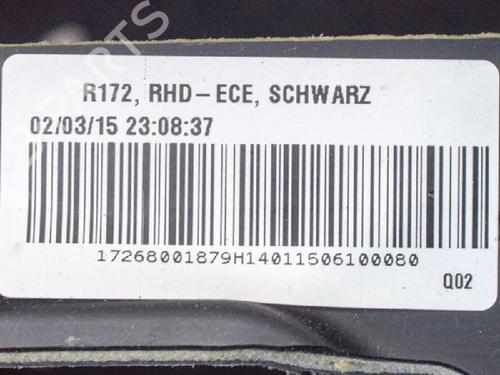 R172, RHD-ECE, SCHWARZ
02/03/15 23:08:37
17268001879H14011506100080
Q02